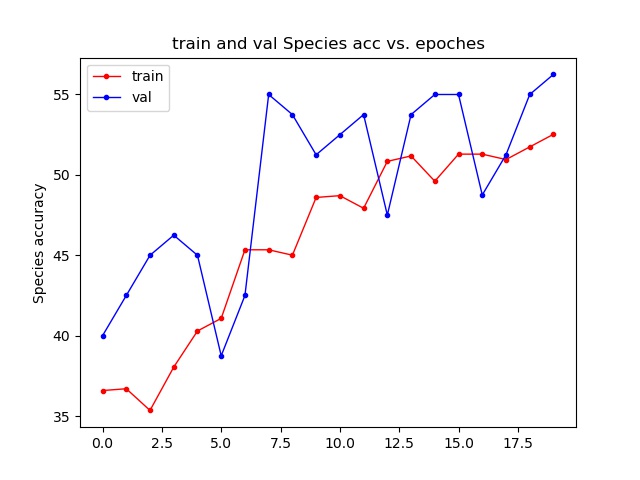 train and val Species acc vs. epoches
train
val
Species accuracy
55
50
45
40
35
0.0 2.5 5.0 7.5 10.0 12.5 15.0 17.5